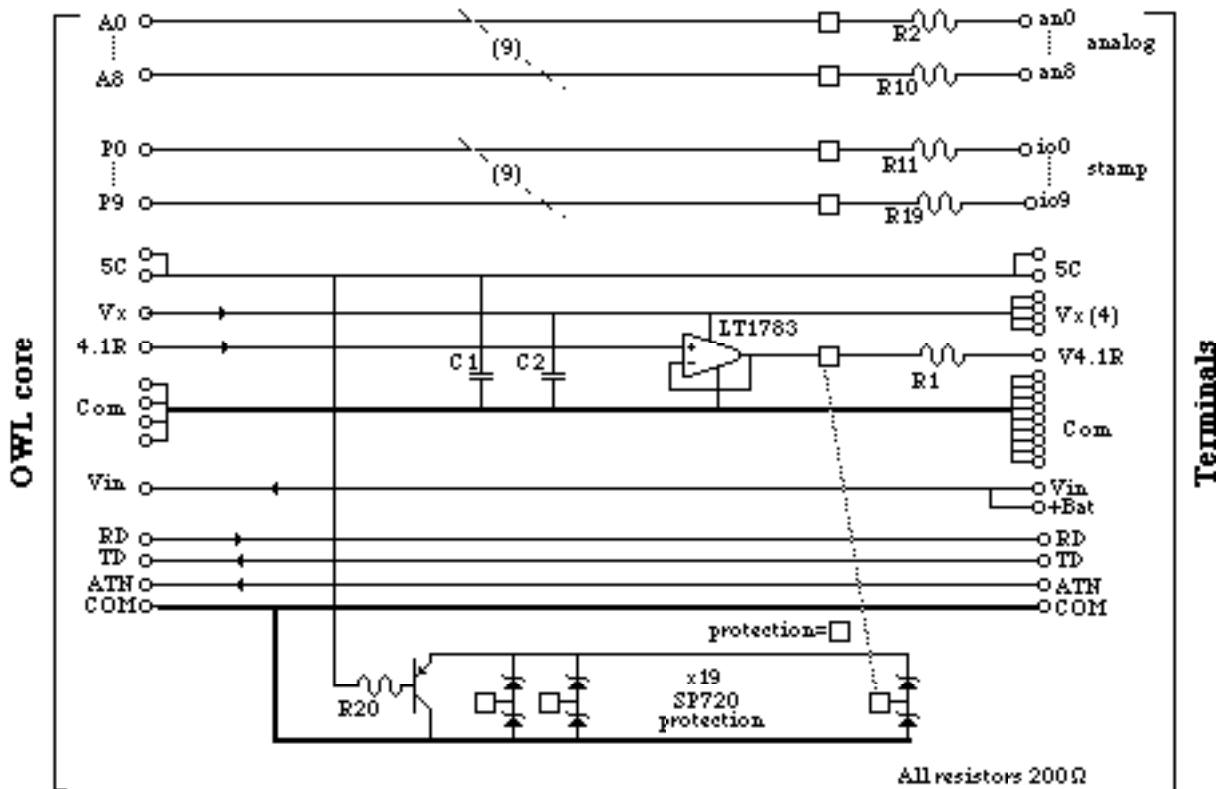 A0 R2 an0
(9) analog
A8 R10 an8
P0 R11 io0
(9) stamp
P9 R19 io9
5C 5C
Vx LT1783 Vx(4)
4.1R C1 C2 + - R1 V4.1R
Com Com
OWL core
Terminals
Vin Vin
+Bat
RD RD
TD TD
ATN ATN
COM COM
protection=
x19
SP720
protection
R20
All resistors 200Ω